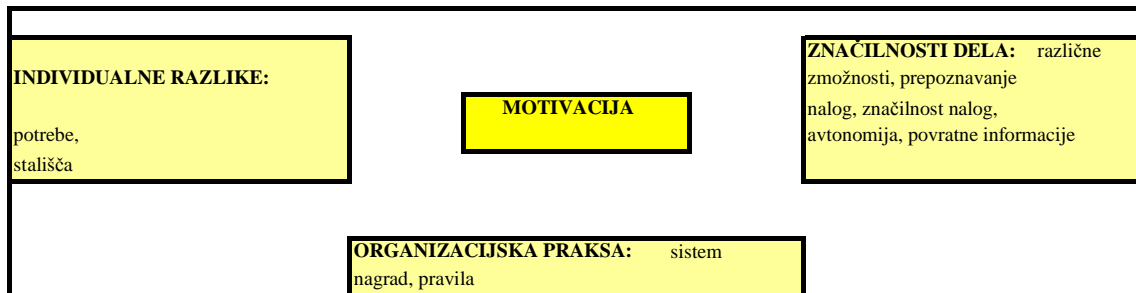 INDIVIDUALNE RAZLIKE:
potrebe,
stališča
MOTIVACIJA
ZNAČILNOSTI DELA: različne
zmožnosti, prepoznavanje
nalog, značilnost nalog,
avtonomija, povratne informacije
ORGANIZACIJSKA PRAKSA: sistem
nagrad, pravila